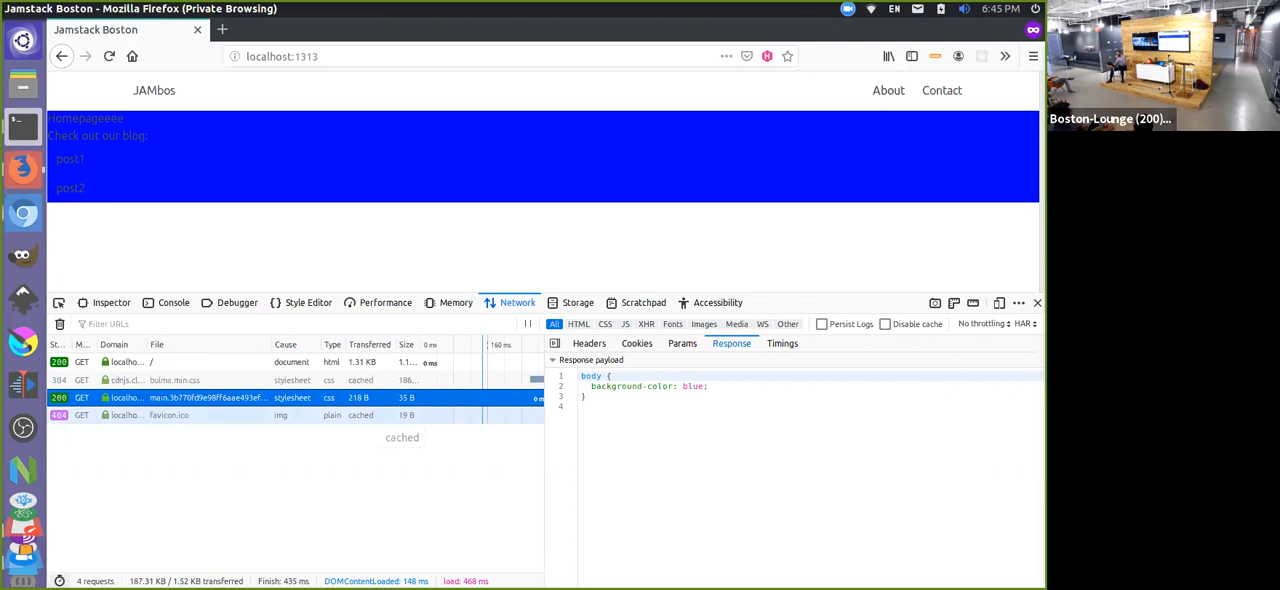 Jamstack Boston - Mozilla Firefox (Private Browsing)
EN
6:45 PM
Jamstack Boston
localhost:1313
JAMbos
About
Contact
Homepageeee
Check out our blog:
post1
post2
Inspector
Console
Debugger
Style Editor
Performance
Memory
Network
Storage
Scratchpad
Accessibility
Filter URLs
All
HTML
CSS
JS
XHR
Fonts
Images
Media
WS
Other
Persist Logs
Disable cache
No throttling
HAR
St... M... Domain File Cause Type Transferred Size 0 ms 160 ms
200 GET localho... / document html 1.31 KB 1.1... 0 ms
304 GET cdnjs.cl... bulma.min.css stylesheet css cached 186...
200 GET localho... main.3b770fd9e98ff6aae493ef... stylesheet css 218 B 35 B 0 m
404 GET localho... favicon.ico img plain cached 19 B
cached
Headers
Cookies
Params
Response
Timings
Response payload
1 body {
2 background-color: blue;
3 }
4
4 requests
187.31 KB / 1.52 KB transferred
Finish: 435 ms
DOMContentLoaded: 148 ms
load: 468 ms
Boston-Lounge (200)...